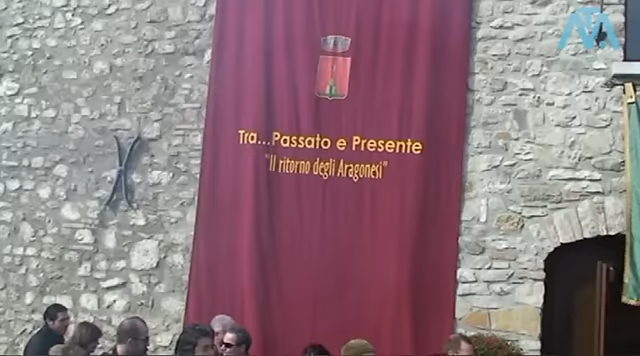 Tra...Passato e Presente
"Il ritorno degli Aragonesi"